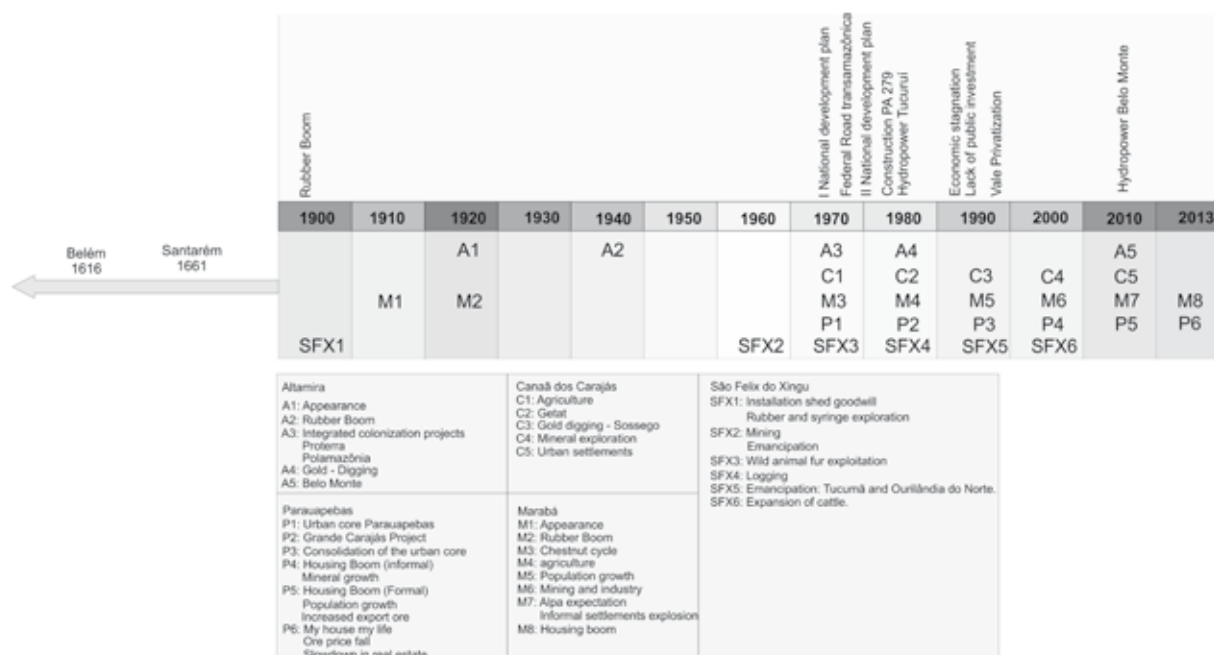 Rubber Boom
I National development plan
Federal Road transamazônica
II National development plan
Construction PA 279
Hydropower Tucuruí
Economic stagnation
Lack of public investment
Vale Privatization
Hydropower Belo Monte
1900 1910 1920 1930 1940 1950 1960 1970 1980 1990 2000 2010 2013
Belém
1616
Santarém
1661
A1 A2 A3 A4 A5
C1 C2 C3 C4 C5
M1 M2 M3 M4 M5 M6 M7 M8
P1 P2 P3 P4 P5 P6
SFX1 SFX2 SFX3 SFX4 SFX5 SFX6
Altamira
A1: Appearance
A2: Rubber Boom
A3: Integrated colonization projects
Proterra
Polamazônia
A4: Gold - Digging
A5: Belo Monte
Canaã dos Carajás
C1: Agriculture
C2: Getat
C3: Gold digging - Sossego
C4: Mineral exploration
C5: Urban settlements
São Felix do Xingu
SFX1: Installation shed goodwill
Rubber and syringe exploration
SFX2: Mining
Emancipation
SFX3: Wild animal fur exploitation
SFX4: Logging
SFX5: Emancipation: Tucumã and Ourilândia do Norte.
SFX6: Expansion of cattle.
Parauapebas
P1: Urban core Parauapebas
P2: Grande Carajás Project
P3: Consolidation of the urban core
P4: Housing Boom (informal)
Mineral growth
P5: Housing Boom (Formal)
Population growth
Increased export ore
P6: My house my life
Ore price fall
Slowdown in real estate
Marabá
M1: Appearance
M2: Rubber Boom
M3: Chestnut cycle
M4: agriculture
M5: Population growth
M6: Mining and industry
M7: Alpa expectation
Informal settlements explosion
M8: Housing boom